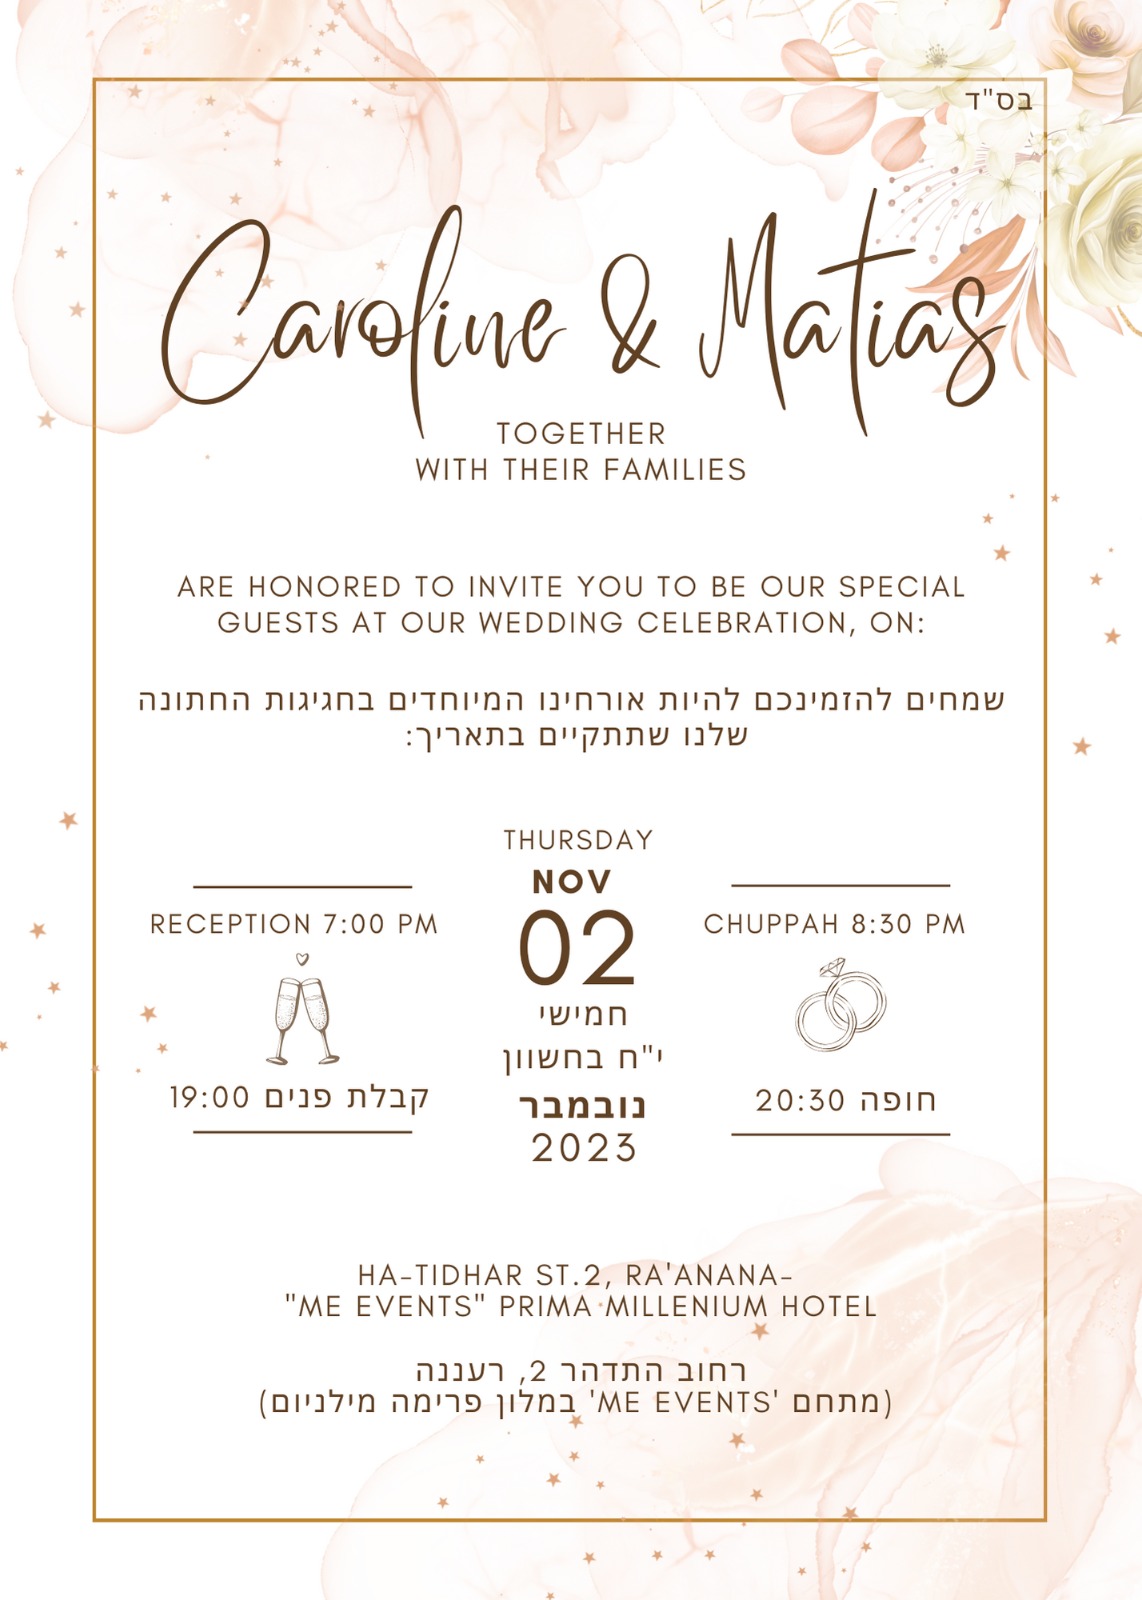 בס"ד
Caroline & Matias
TOGETHER
WITH THEIR FAMILIES
ARE HONORED TO INVITE YOU TO BE OUR SPECIAL
GUESTS AT OUR WEDDING CELEBRATION, ON:
שמחים להזמינכם להיות אורחינו המיוחדים בחגיגות החתונה
שלנו שתתקיים בתאריך:
THURSDAY
NOV
02
חמישי
י"ח בחשוון
נובמבר
2023
RECEPTION 7:00 PM
קבלת פנים 19:00
CHUPPAH 8:30 PM
חופה 20:30
HA-TIDHAR ST.2, RA'ANANA-
"ME EVENTS" PRIMA MILLENIUM HOTEL
רחוב התדהר 2, רעננה
(מתחם 'ME EVENTS' במלון פרימה מילניום)